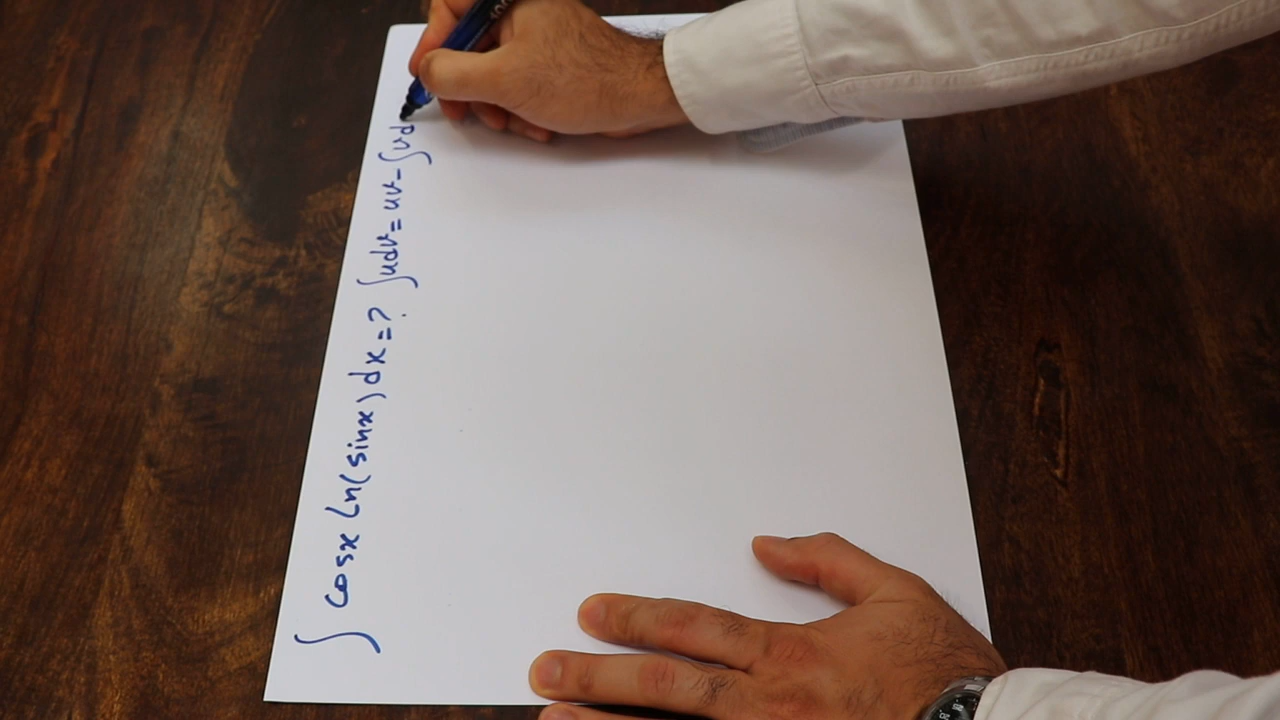 ∫ cosx Ln(sinx) dx = ? ∫udv = uv - ∫vd